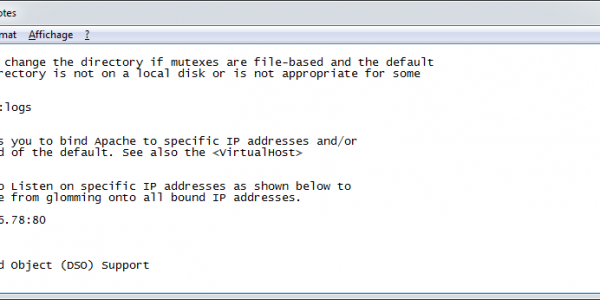 otes
mat Affichage ?
change the directory if mutexes are file-based and the default
rectory is not on a local disk or is not appropriate for some
:logs
s you to bind Apache to specific IP addresses and/or
d of the default. See also the <VirtualHost>
o Listen on specific IP addresses as shown below to
e from glomming onto all bound IP addresses.
.78:80
d Object (DSO) Support